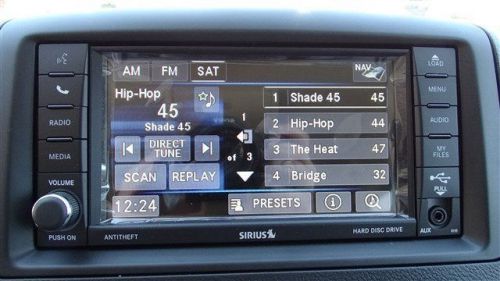 AM FM SAT NAV
Hip-Hop
45
Shade 45
DIRECT
TUNE
SCAN REPLAY
12:24
1
of 3
1 Shade 45 45
2 Hip-Hop 44
3 The Heat 47
4 Bridge 32
PRESETS
i
RADIO
MEDIA
VOLUME
PUSH ON
LOAD
MENU
AUDIO
MY
FILES
PULL
AUX
ANTITHEFT
SIRIUS
HARD DISC DRIVE